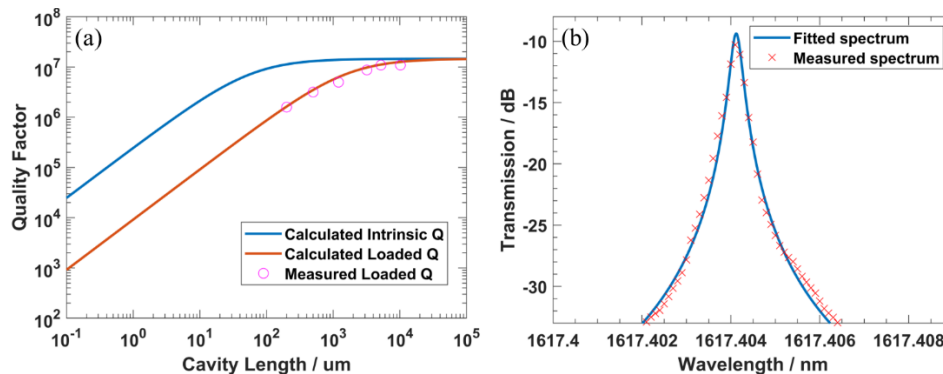 (a)
10^8
10^7
10^6
10^5
10^4
10^3
10^2
Quality Factor
Calculated Intrinsic Q
Calculated Loaded Q
Measured Loaded Q
10^-1 10^0 10^1 10^2 10^3 10^4 10^5
Cavity Length / um
(b)
-10
-15
-20
-25
-30
Transmission / dB
Fitted spectrum
Measured spectrum
1617.4 1617.402 1617.404 1617.406 1617.408
Wavelength / nm